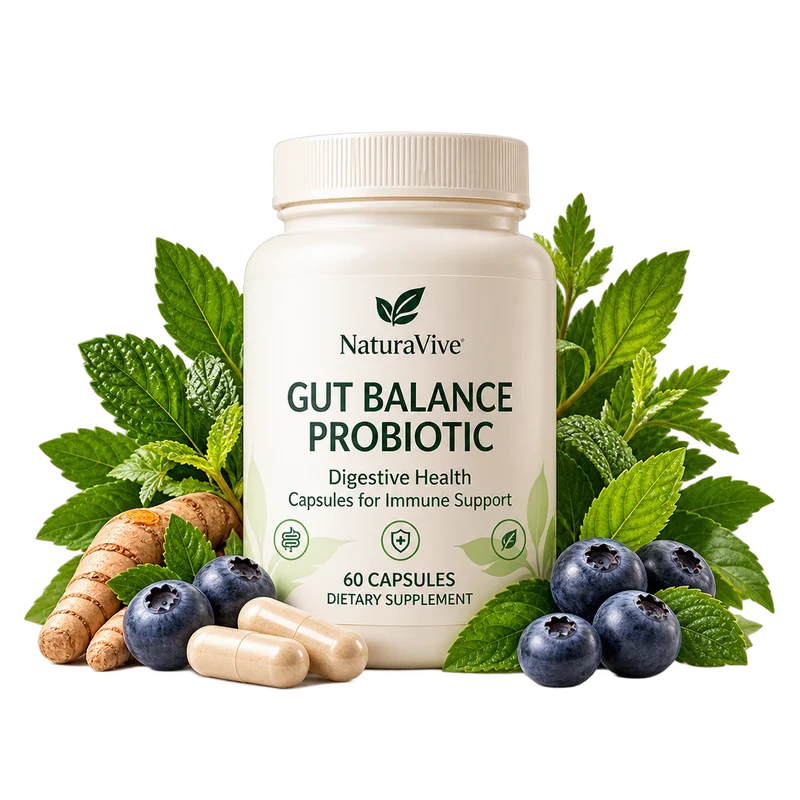 NaturaVive®
GUT BALANCE
PROBIOTIC
Digestive Health
Capsules for Immune Support
60 CAPSULES
DIETARY SUPPLEMENT